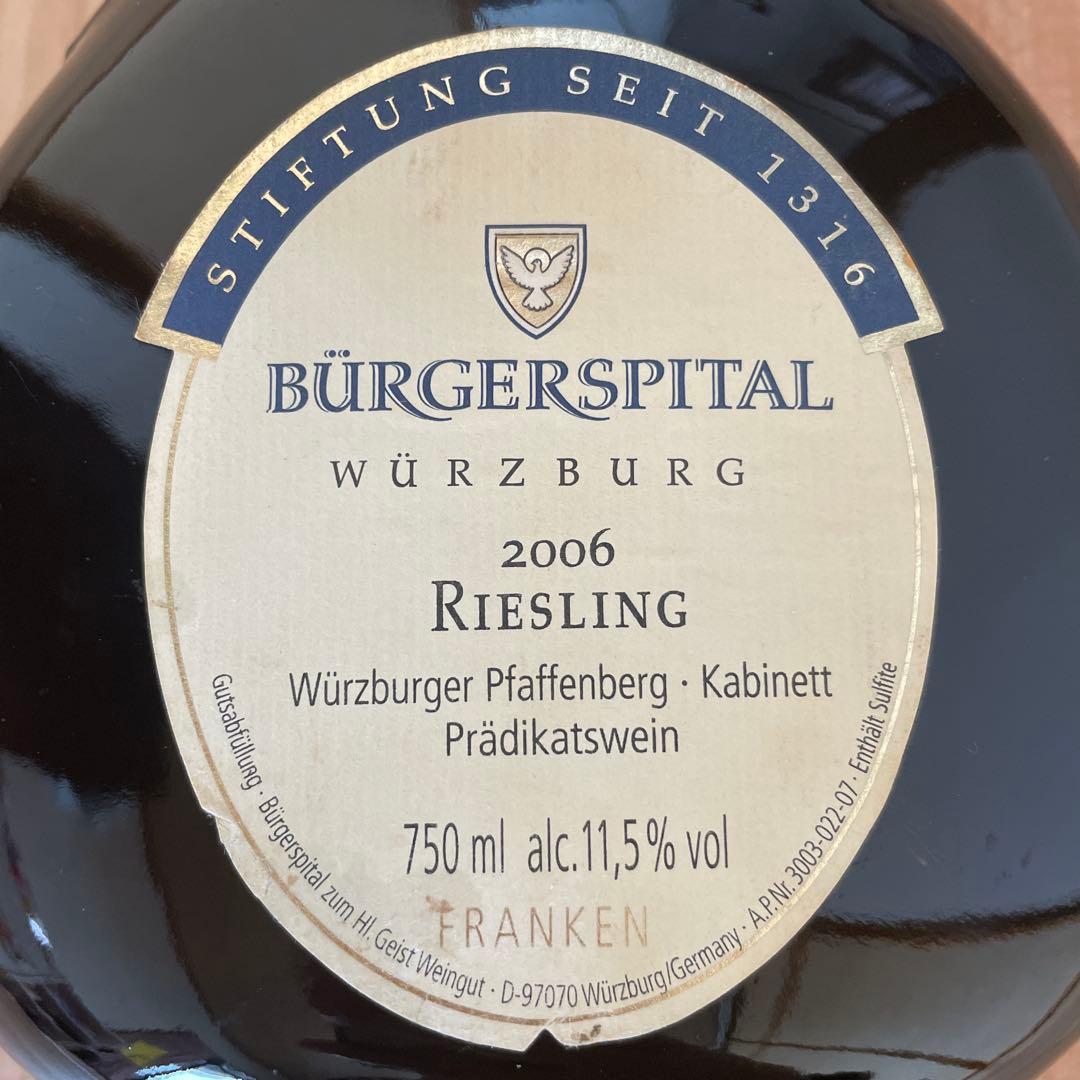 STIFTUNG SEIT 1316
BÜRGERSPITAL
WÜRZBURG
2006
RIESLING
Würzburger Pfaffenberg · Kabinett
Prädikatswein
750 ml alc.11,5% vol
FRANKEN
Gutsabfüllung · Bürgerspital zum Hl. Geist Weingut · D-97070 Würzburg/Germany · A.P.Nr. 3003-022-07 · Enthält Sulfite